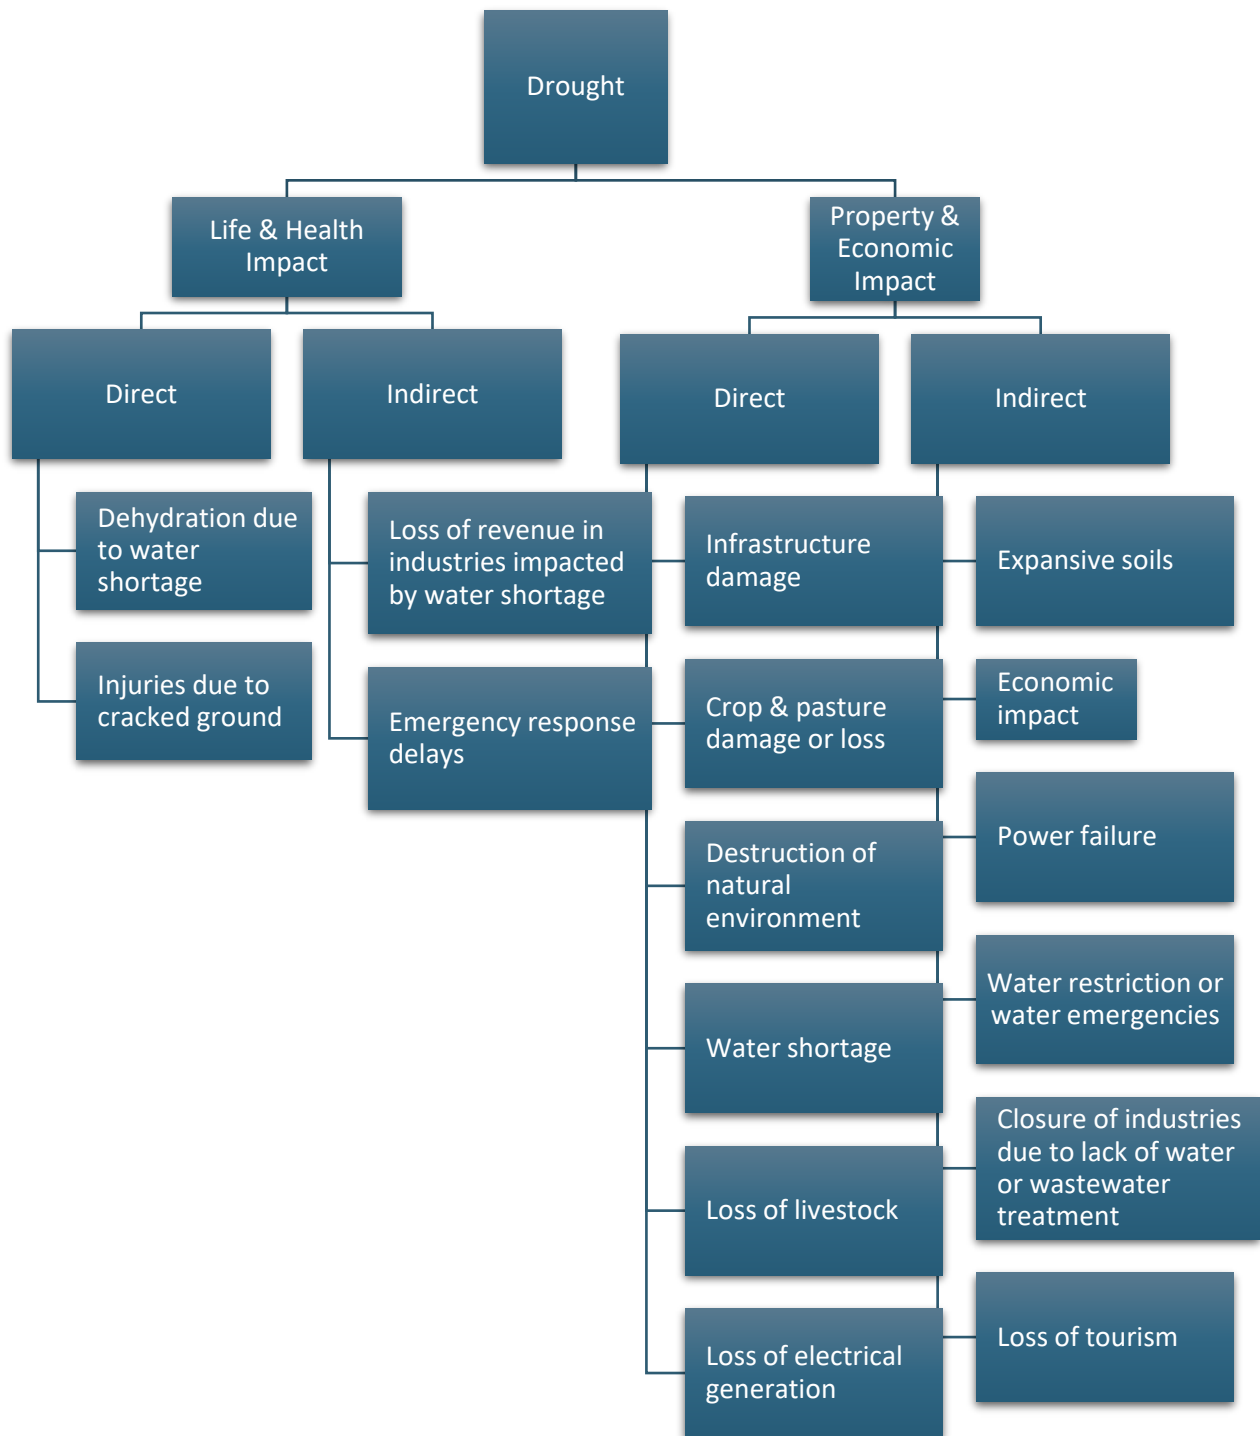 Drought
Life & Health
Impact
Property &
Economic
Impact
Direct
Indirect
Direct
Indirect
Dehydration due
to water
shortage
Injuries due to
cracked ground
Loss of revenue in
industries impacted
by water shortage
Emergency response
delays
Infrastructure
damage
Crop & pasture
damage or loss
Destruction of
natural
environment
Water shortage
Loss of livestock
Loss of electrical
generation
Expansive soils
Economic
impact
Power failure
Water restriction or
water emergencies
Closure of industries
due to lack of water
or wastewater
treatment
Loss of tourism